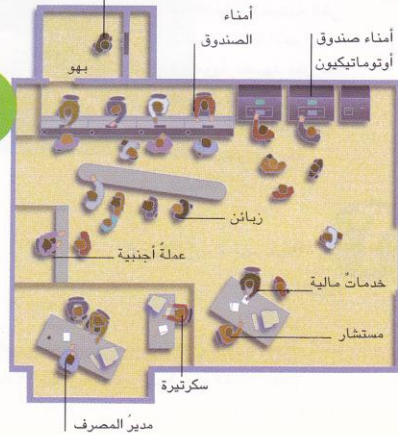 أمناء
الصندوق
أمناء صندوق
أوتوماتيكيون
بهو
زبائن
عملةٌ أجنبية
خدماتٌ مالية
مستشار
سكرتيرة
مديرُ المصرف